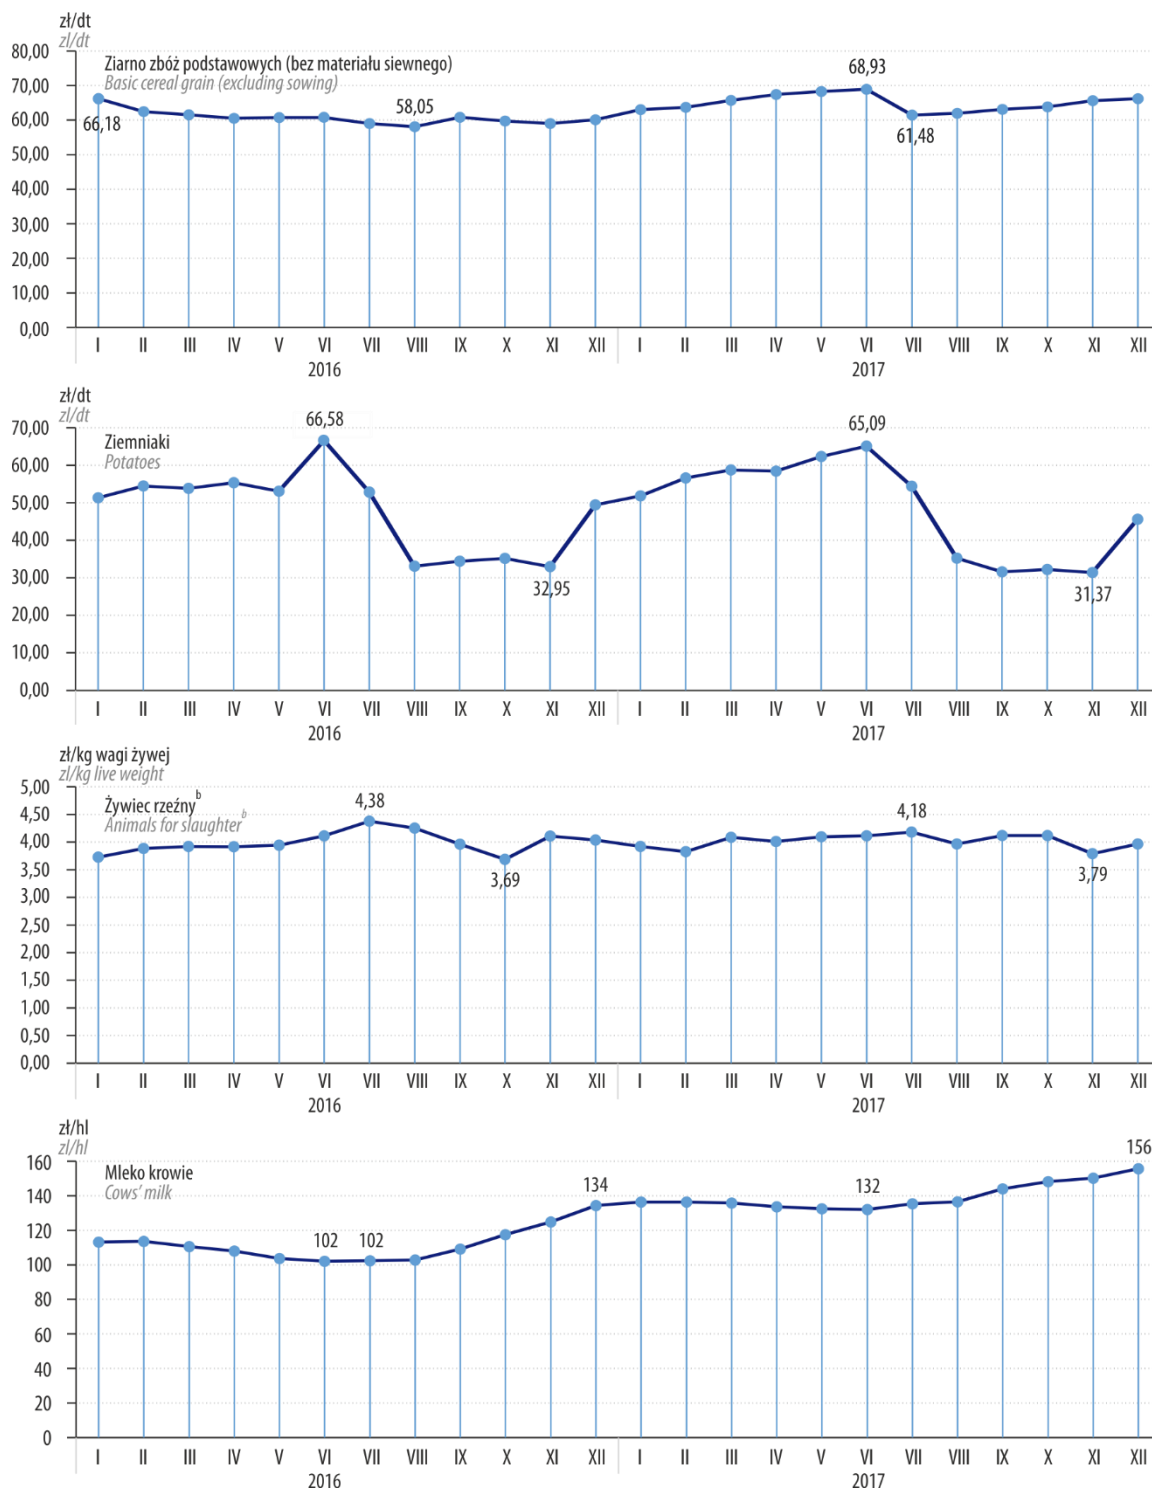 zł/dt
zl/dt
80,00
70,00
60,00
50,00
40,00
30,00
20,00
10,00
0,00
Ziarno zbóż podstawowych (bez materiału siewnego)
Basic cereal grain (excluding sowing)
66,18
58,05
68,93
61,48
I II III IV V VI VII VIII IX X XI XII I II III IV V VI VII VIII IX X XI XII
2016 2017
zł/dt
zl/dt
70,00
60,00
50,00
40,00
30,00
20,00
10,00
0,00
Ziemniaki
Potatoes
66,58
32,95
65,09
31,37
I II III IV V VI VII VIII IX X XI XII I II III IV V VI VII VIII IX X XI XII
2016 2017
zł/kg wagi żywej
zl/kg live weight
5,00
4,50
4,00
3,50
3,00
2,50
2,00
1,50
1,00
0,50
0,00
Żywiec rzeźny b
Animals for slaughter b
4,38
3,69
4,18
3,79
I II III IV V VI VII VIII IX X XI XII I II III IV V VI VII VIII IX X XI XII
2016 2017
zł/hl
zl/hl
160
140
120
100
80
60
40
20
0
Mleko krowie
Cows' milk
102
102
134
132
156
I II III IV V VI VII VIII IX X XI XII I II III IV V VI VII VIII IX X XI XII
2016 2017